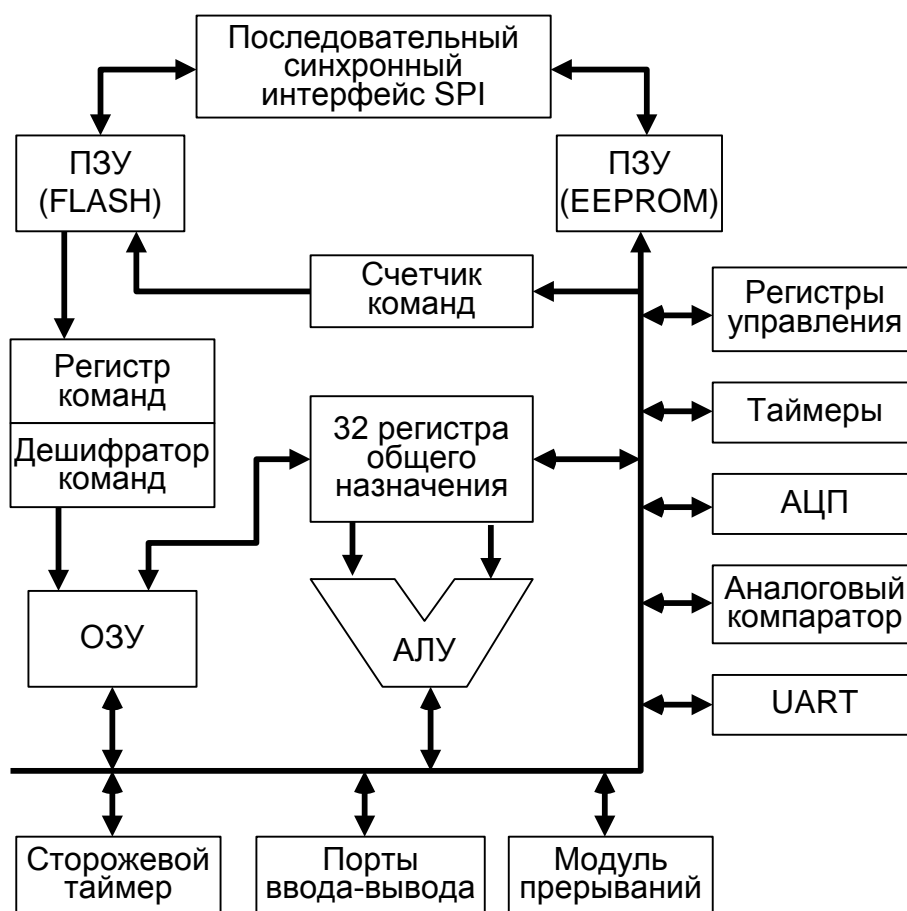 Последовательный
синхронный
интерфейс SPI
ПЗУ
(FLASH)
ПЗУ
(EEPROM)
Счетчик
команд
Регистры
управления
Регистр
команд
Дешифратор
команд
32 регистра
общего
назначения
Таймеры
АЦП
Аналоговый
компаратор
ОЗУ
АЛУ
UART
Сторожевой
таймер
Порты
ввода-вывода
Модуль
прерываний